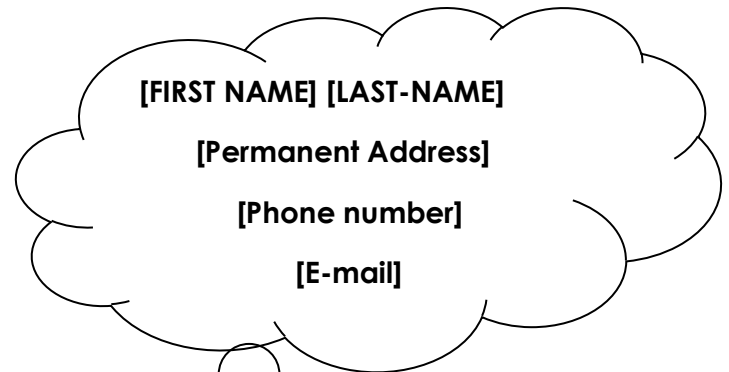 [FIRST NAME] [LAST-NAME]
[Permanent Address]
[Phone number]
[E-mail]